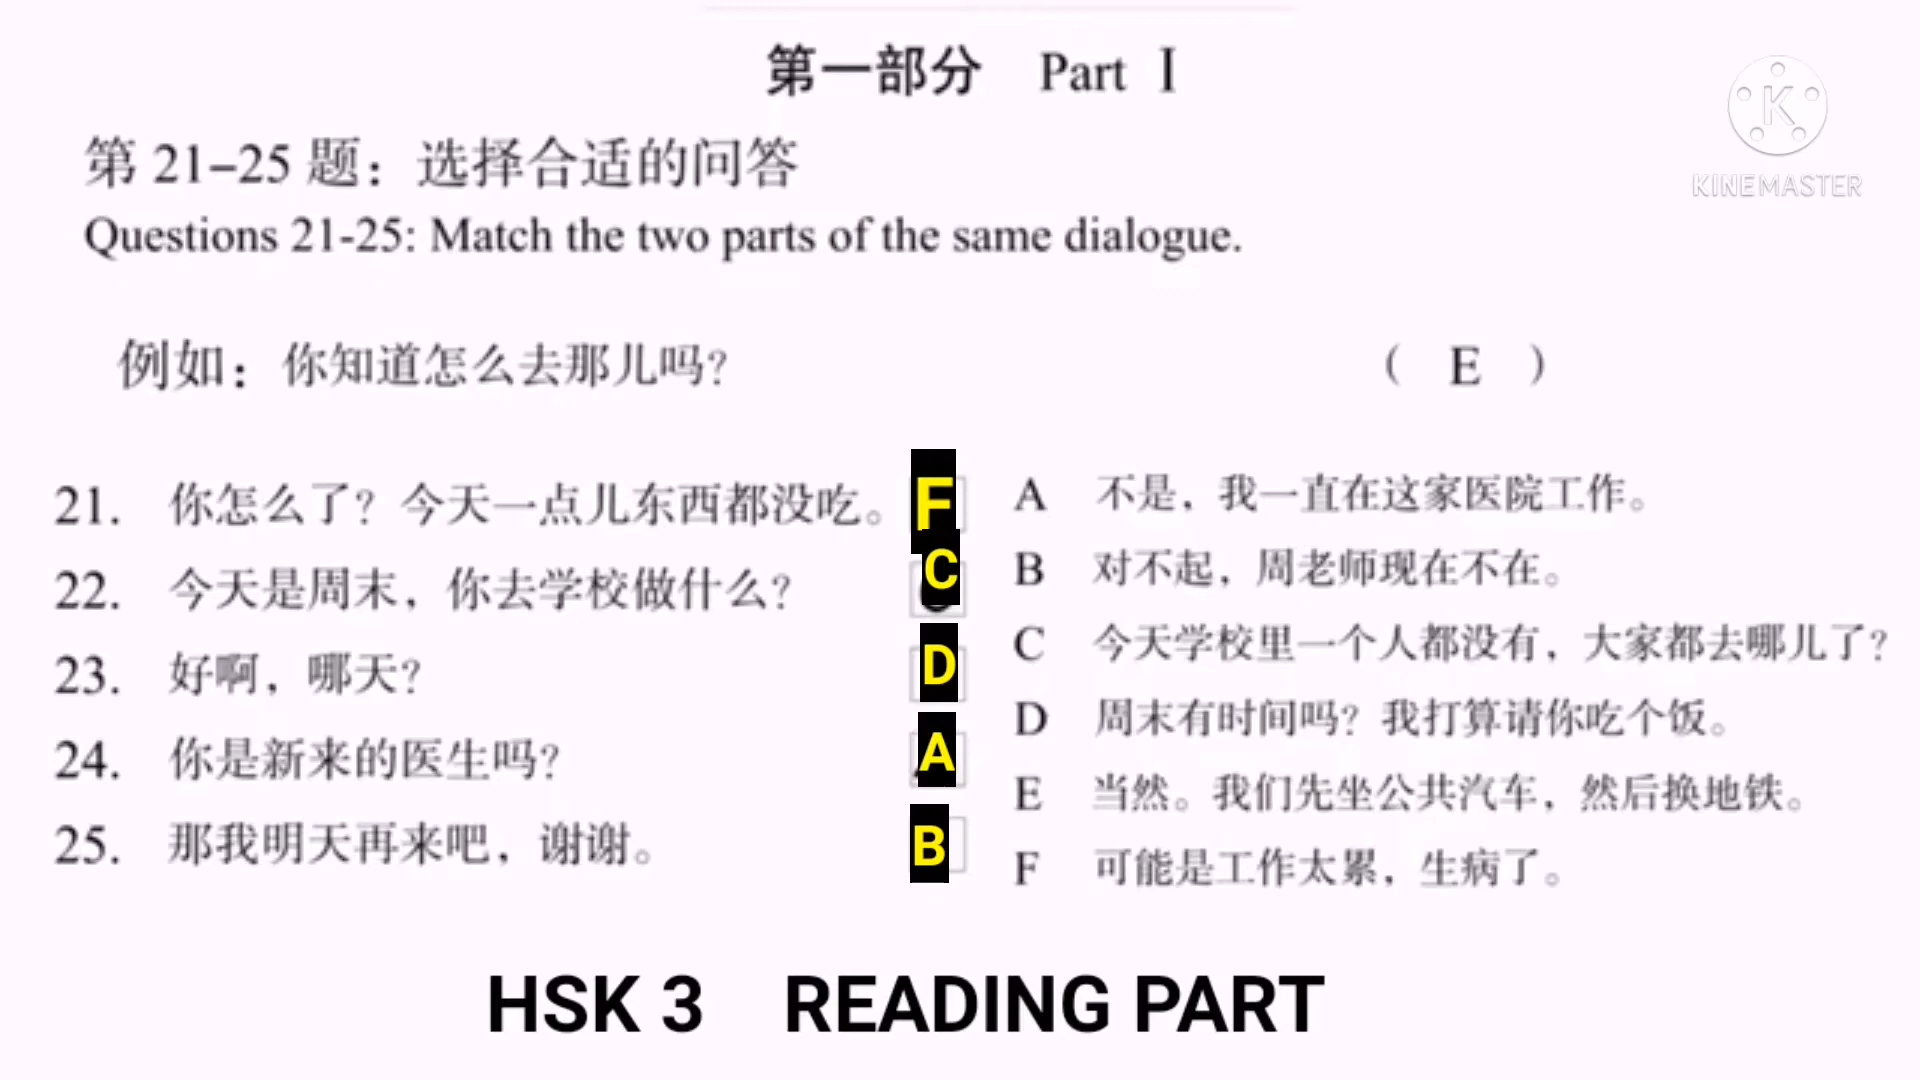 第一部分 Part Ⅰ
K
KINEMASTER
第 21–25 题：选择合适的问答
Questions 21-25: Match the two parts of the same dialogue.
例如：你知道怎么去那儿吗？ （ E ）
21. 你怎么了？今天一点儿东西都没吃。 F
22. 今天是周末，你去学校做什么？ C
23. 好啊，哪天？ D
24. 你是新来的医生吗？ A
25. 那我明天再来吧，谢谢。 B
A 不是，我一直在这家医院工作。
B 对不起，周老师现在不在。
C 今天学校里一个人都没有，大家都去哪儿了？
D 周末有时间吗？我打算请你吃个饭。
E 当然。我们先坐公共汽车，然后换地铁。
F 可能是工作太累，生病了。
HSK 3 READING PART